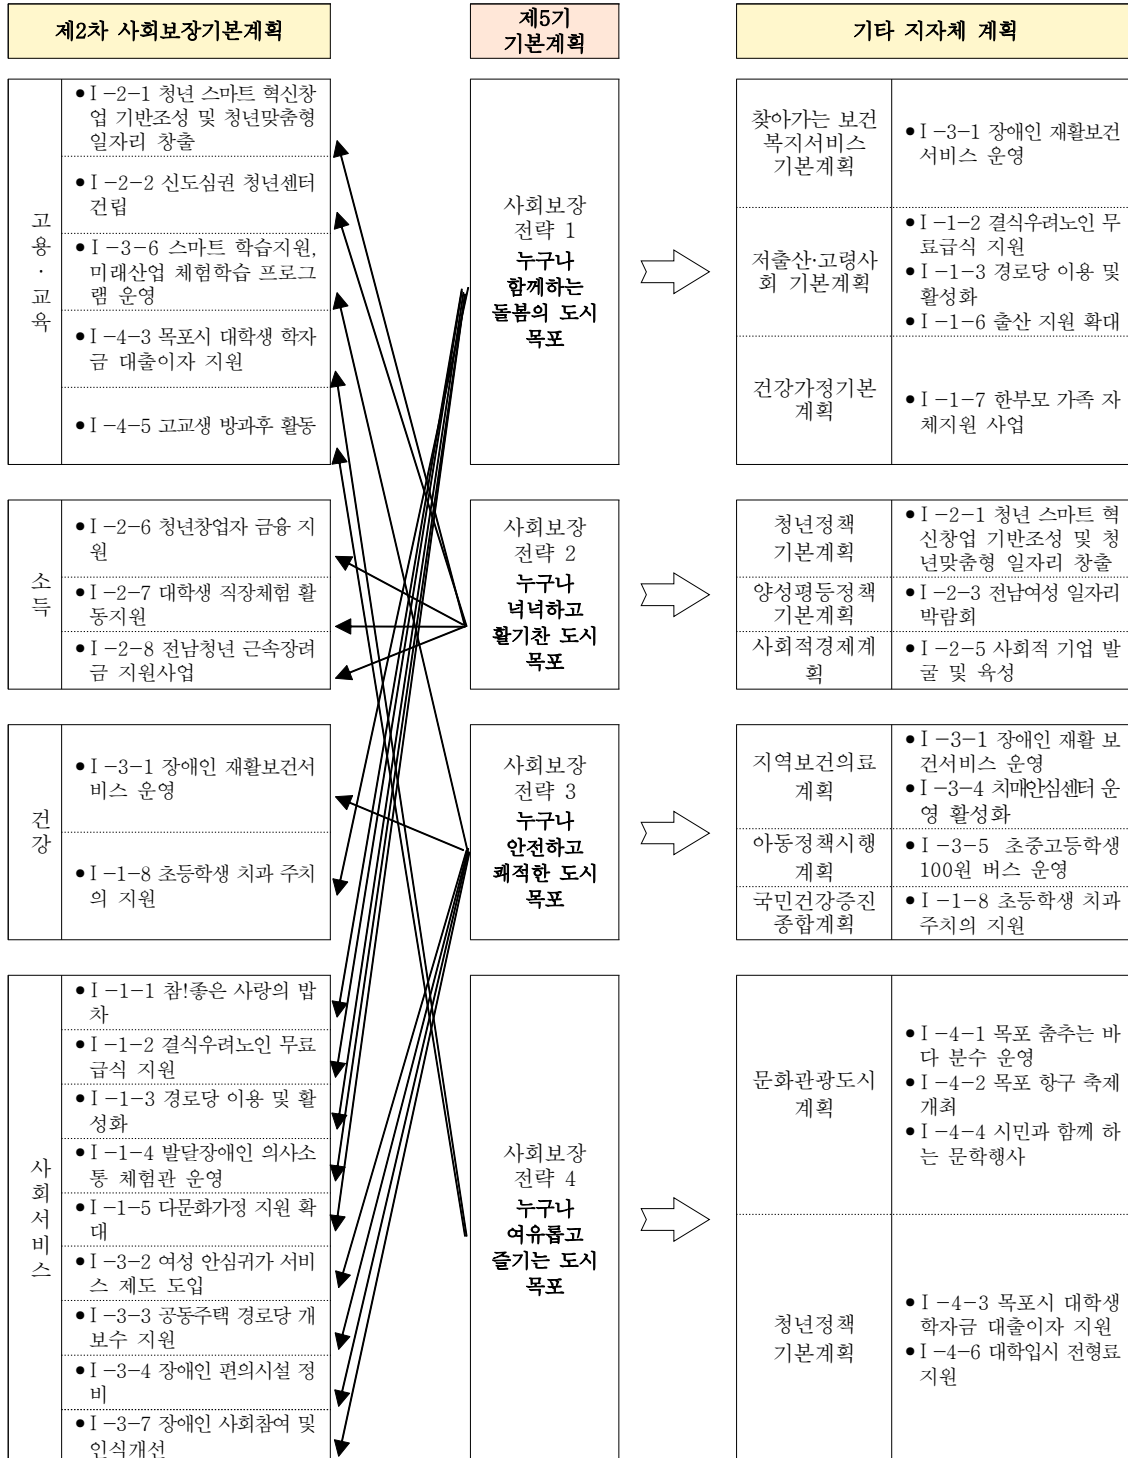 제2차 사회보장기본계획
제5기
기본계획
기타 지자체 계획
고용·교육
●Ⅰ-2-1 청년 스마트 혁신창
업 기반조성 및 청년맞춤형
일자리 창출
●Ⅰ-2-2 신도심권 청년센터
건립
●Ⅰ-3-6 스마트 학습지원,
미래산업 체험학습 프로그
램 운영
●Ⅰ-4-3 목포시 대학생 학자
금 대출이자 지원
●Ⅰ-4-5 고교생 방과후 활동
사회보장
전략 1
누구나
함께하는
돌봄의 도시
목포
찾아가는 보건
복지서비스
기본계획
●Ⅰ-3-1 장애인 재활보건
서비스 운영
저출산·고령사
회 기본계획
●Ⅰ-1-2 결식우려노인 무
료급식 지원
●Ⅰ-1-3 경로당 이용 및
활성화
●Ⅰ-1-6 출산 지원 확대
건강가정기본
계획
●Ⅰ-1-7 한부모 가족 자
체지원 사업
소득
●Ⅰ-2-6 청년창업자 금융 지
원
●Ⅰ-2-7 대학생 직장체험 활
동지원
●Ⅰ-2-8 전남청년 근속장려
금 지원사업
사회보장
전략 2
누구나
넉넉하고
활기찬 도시
목포
청년정책
기본계획
●Ⅰ-2-1 청년 스마트 혁
신창업 기반조성 및 청
년맞춤형 일자리 창출
양성평등정책
기본계획
●Ⅰ-2-3 전남여성 일자리
박람회
사회적경제계
획
●Ⅰ-2-5 사회적 기업 발
굴 및 육성
건강
●Ⅰ-3-1 장애인 재활보건서
비스 운영
●Ⅰ-1-8 초등학생 치과 주치
의 지원
사회보장
전략 3
누구나
안전하고
쾌적한 도시
목포
지역보건의료
계획
●Ⅰ-3-1 장애인 재활 보
건서비스 운영
●Ⅰ-3-4 치매안심센터 운
영 활성화
아동정책시행
계획
●Ⅰ-3-5 초중고등학생
100원 버스 운영
국민건강증진
종합계획
●Ⅰ-1-8 초등학생 치과
주치의 지원
사회서비스
●Ⅰ-1-1 참!좋은 사랑의 밥
차
●Ⅰ-1-2 결식우려노인 무료
급식 지원
●Ⅰ-1-3 경로당 이용 및 활
성화
●Ⅰ-1-4 발달장애인 의사소
통 체험관 운영
●Ⅰ-1-5 다문화가정 지원 확
대
●Ⅰ-3-2 여성 안심귀가 서비
스 제도 도입
●Ⅰ-3-3 공동주택 경로당 개
보수 지원
●Ⅰ-3-4 장애인 편의시설 정
비
●Ⅰ-3-7 장애인 사회참여 및
인식개선
사회보장
전략 4
누구나
여유롭고
즐기는 도시
목포
문화관광도시
계획
●Ⅰ-4-1 목포 춤추는 바
다 분수 운영
●Ⅰ-4-2 목포 항구 축제
개최
●Ⅰ-4-4 시민과 함께 하
는 문학행사
청년정책
기본계획
●Ⅰ-4-3 목포시 대학생
학자금 대출이자 지원
●Ⅰ-4-6 대학입시 전형료
지원